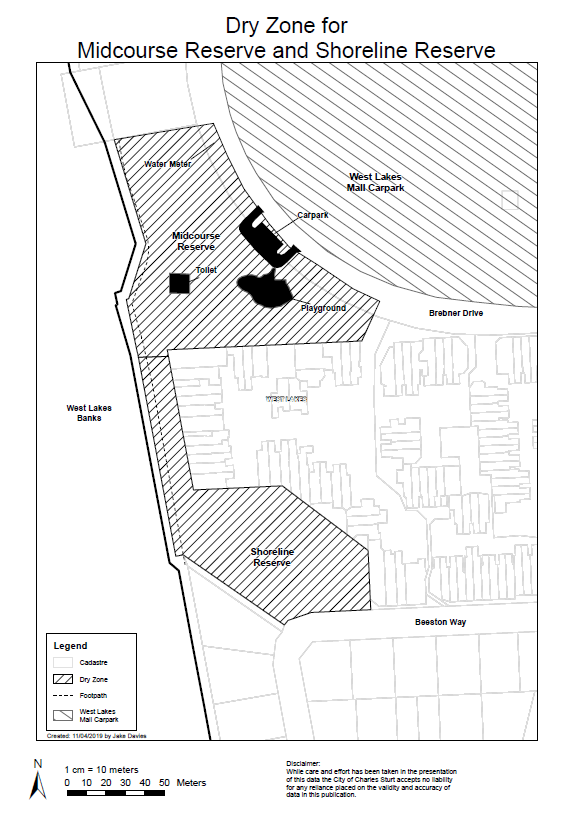 Dry Zone for
Midcourse Reserve and Shoreline Reserve
Water Meter
West Lakes
Mall Carpark
Carpark
Midcourse
Reserve
Toilet
Playground
Brebner Drive
WEST LAKES
West Lakes
Banks
Shoreline
Reserve
Beeston Way
Legend
Cadastre
Dry Zone
Footpath
West Lakes
Mall Carpark
Created: 11/04/2019 by Jake Davies
N
1 cm = 10 meters
0 10 20 30 40 50 Meters
Disclaimer:
While care and effort has been taken in the presentation
of this data the City of Charles Sturt accepts no liability
for any reliance placed on the validity and accuracy of
data in this publication.